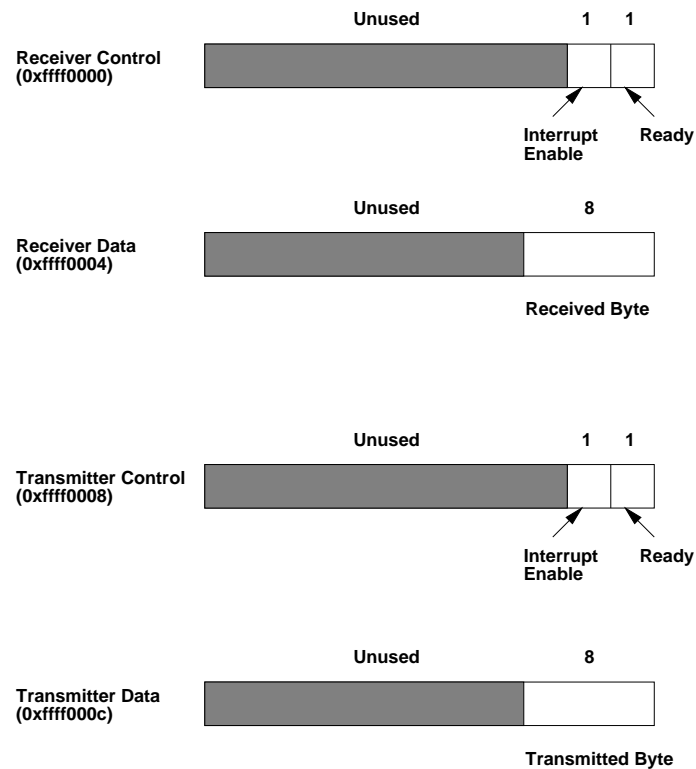 Unused 1 1
Receiver Control
(0xffff0000)
Interrupt
Enable
Ready
Unused 8
Receiver Data
(0xffff0004)
Received Byte
Unused 1 1
Transmitter Control
(0xffff0008)
Interrupt
Enable
Ready
Unused 8
Transmitter Data
(0xffff000c)
Transmitted Byte